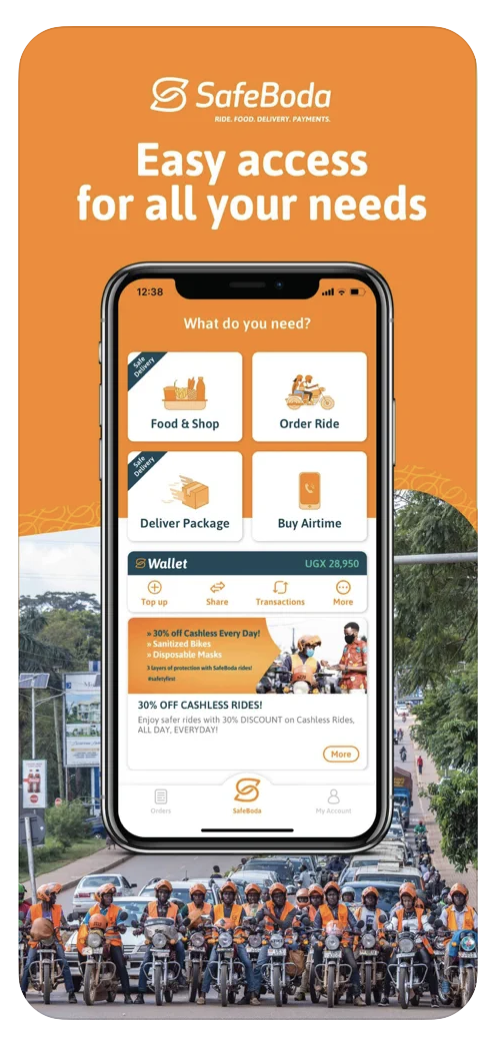 SafeBoda
RIDE. FOOD. DELIVERY. PAYMENTS.
Easy access
for all your needs
12:38
What do you need?
Safe
Delivery
Food & Shop
Order Ride
Safe
Delivery
Deliver Package
Buy Airtime
Wallet
UGX 28,950
Top up
Share
Transactions
More
» 30% off Cashless Every Day!
» Sanitized Bikes
» Disposable Masks
3 layers of protection with SafeBoda rides!
#safetyfirst
30% OFF CASHLESS RIDES!
Enjoy safer rides with 30% DISCOUNT on Cashless Rides,
ALL DAY, EVERYDAY!
More
Orders
SafeBoda
My Account